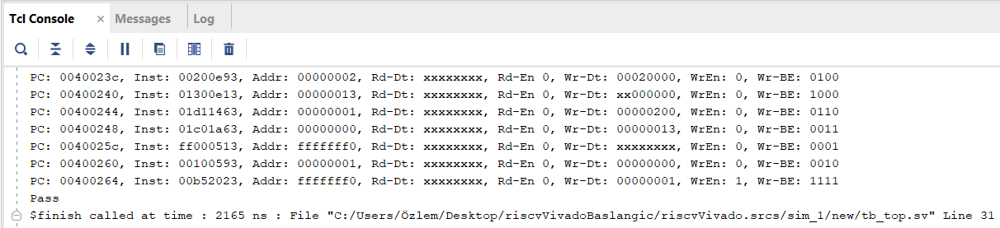 Tcl Console × Messages Log
PC: 0040023c, Inst: 00200e93, Addr: 00000002, Rd-Dt: xxxxxxxx, Rd-En 0, Wr-Dt: 00020000, WrEn: 0, Wr-BE: 0100
PC: 00400240, Inst: 01300e13, Addr: 00000013, Rd-Dt: xxxxxxxx, Rd-En 0, Wr-Dt: xx000000, WrEn: 0, Wr-BE: 1000
PC: 00400244, Inst: 01d11463, Addr: 00000001, Rd-Dt: xxxxxxxx, Rd-En 0, Wr-Dt: 00000200, WrEn: 0, Wr-BE: 0110
PC: 00400248, Inst: 01c01a63, Addr: 00000000, Rd-Dt: xxxxxxxx, Rd-En 0, Wr-Dt: 00000013, WrEn: 0, Wr-BE: 0011
PC: 0040025c, Inst: ff000513, Addr: fffffff0, Rd-Dt: xxxxxxxx, Rd-En 0, Wr-Dt: xxxxxxxx, WrEn: 0, Wr-BE: 0001
PC: 00400260, Inst: 00100593, Addr: 00000001, Rd-Dt: xxxxxxxx, Rd-En 0, Wr-Dt: 00000000, WrEn: 0, Wr-BE: 0010
PC: 00400264, Inst: 00b52023, Addr: fffffff0, Rd-Dt: xxxxxxxx, Rd-En 0, Wr-Dt: 00000001, WrEn: 1, Wr-BE: 1111
Pass
$finish called at time : 2165 ns : File "C:/Users/Özlem/Desktop/riscvVivadoBaslangic/riscvVivado.srcs/sim_1/new/tb_top.sv" Line 31